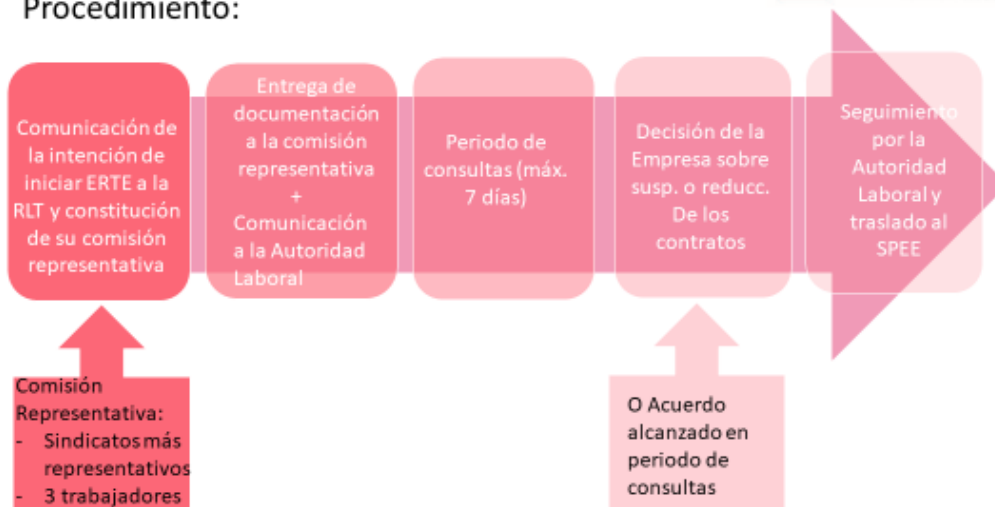 Procedimiento:
Comunicación de
la intención de
iniciar ERTE a la
RLT y constitución
de su comisión
representativa
Entrega de
documentación
a la comisión
representativa
+
Comunicación
a la Autoridad
Laboral
Periodo de
consultas (máx.
7 días)
Decisión de la
Empresa sobre
susp. o reducc.
De los
contratos
Seguimiento
por la
Autoridad
Laboral y
traslado al
SPEE
Comisión
Representativa:
- Sindicatos más
representativos
- 3 trabajadores
O Acuerdo
alcanzado en
periodo de
consultas